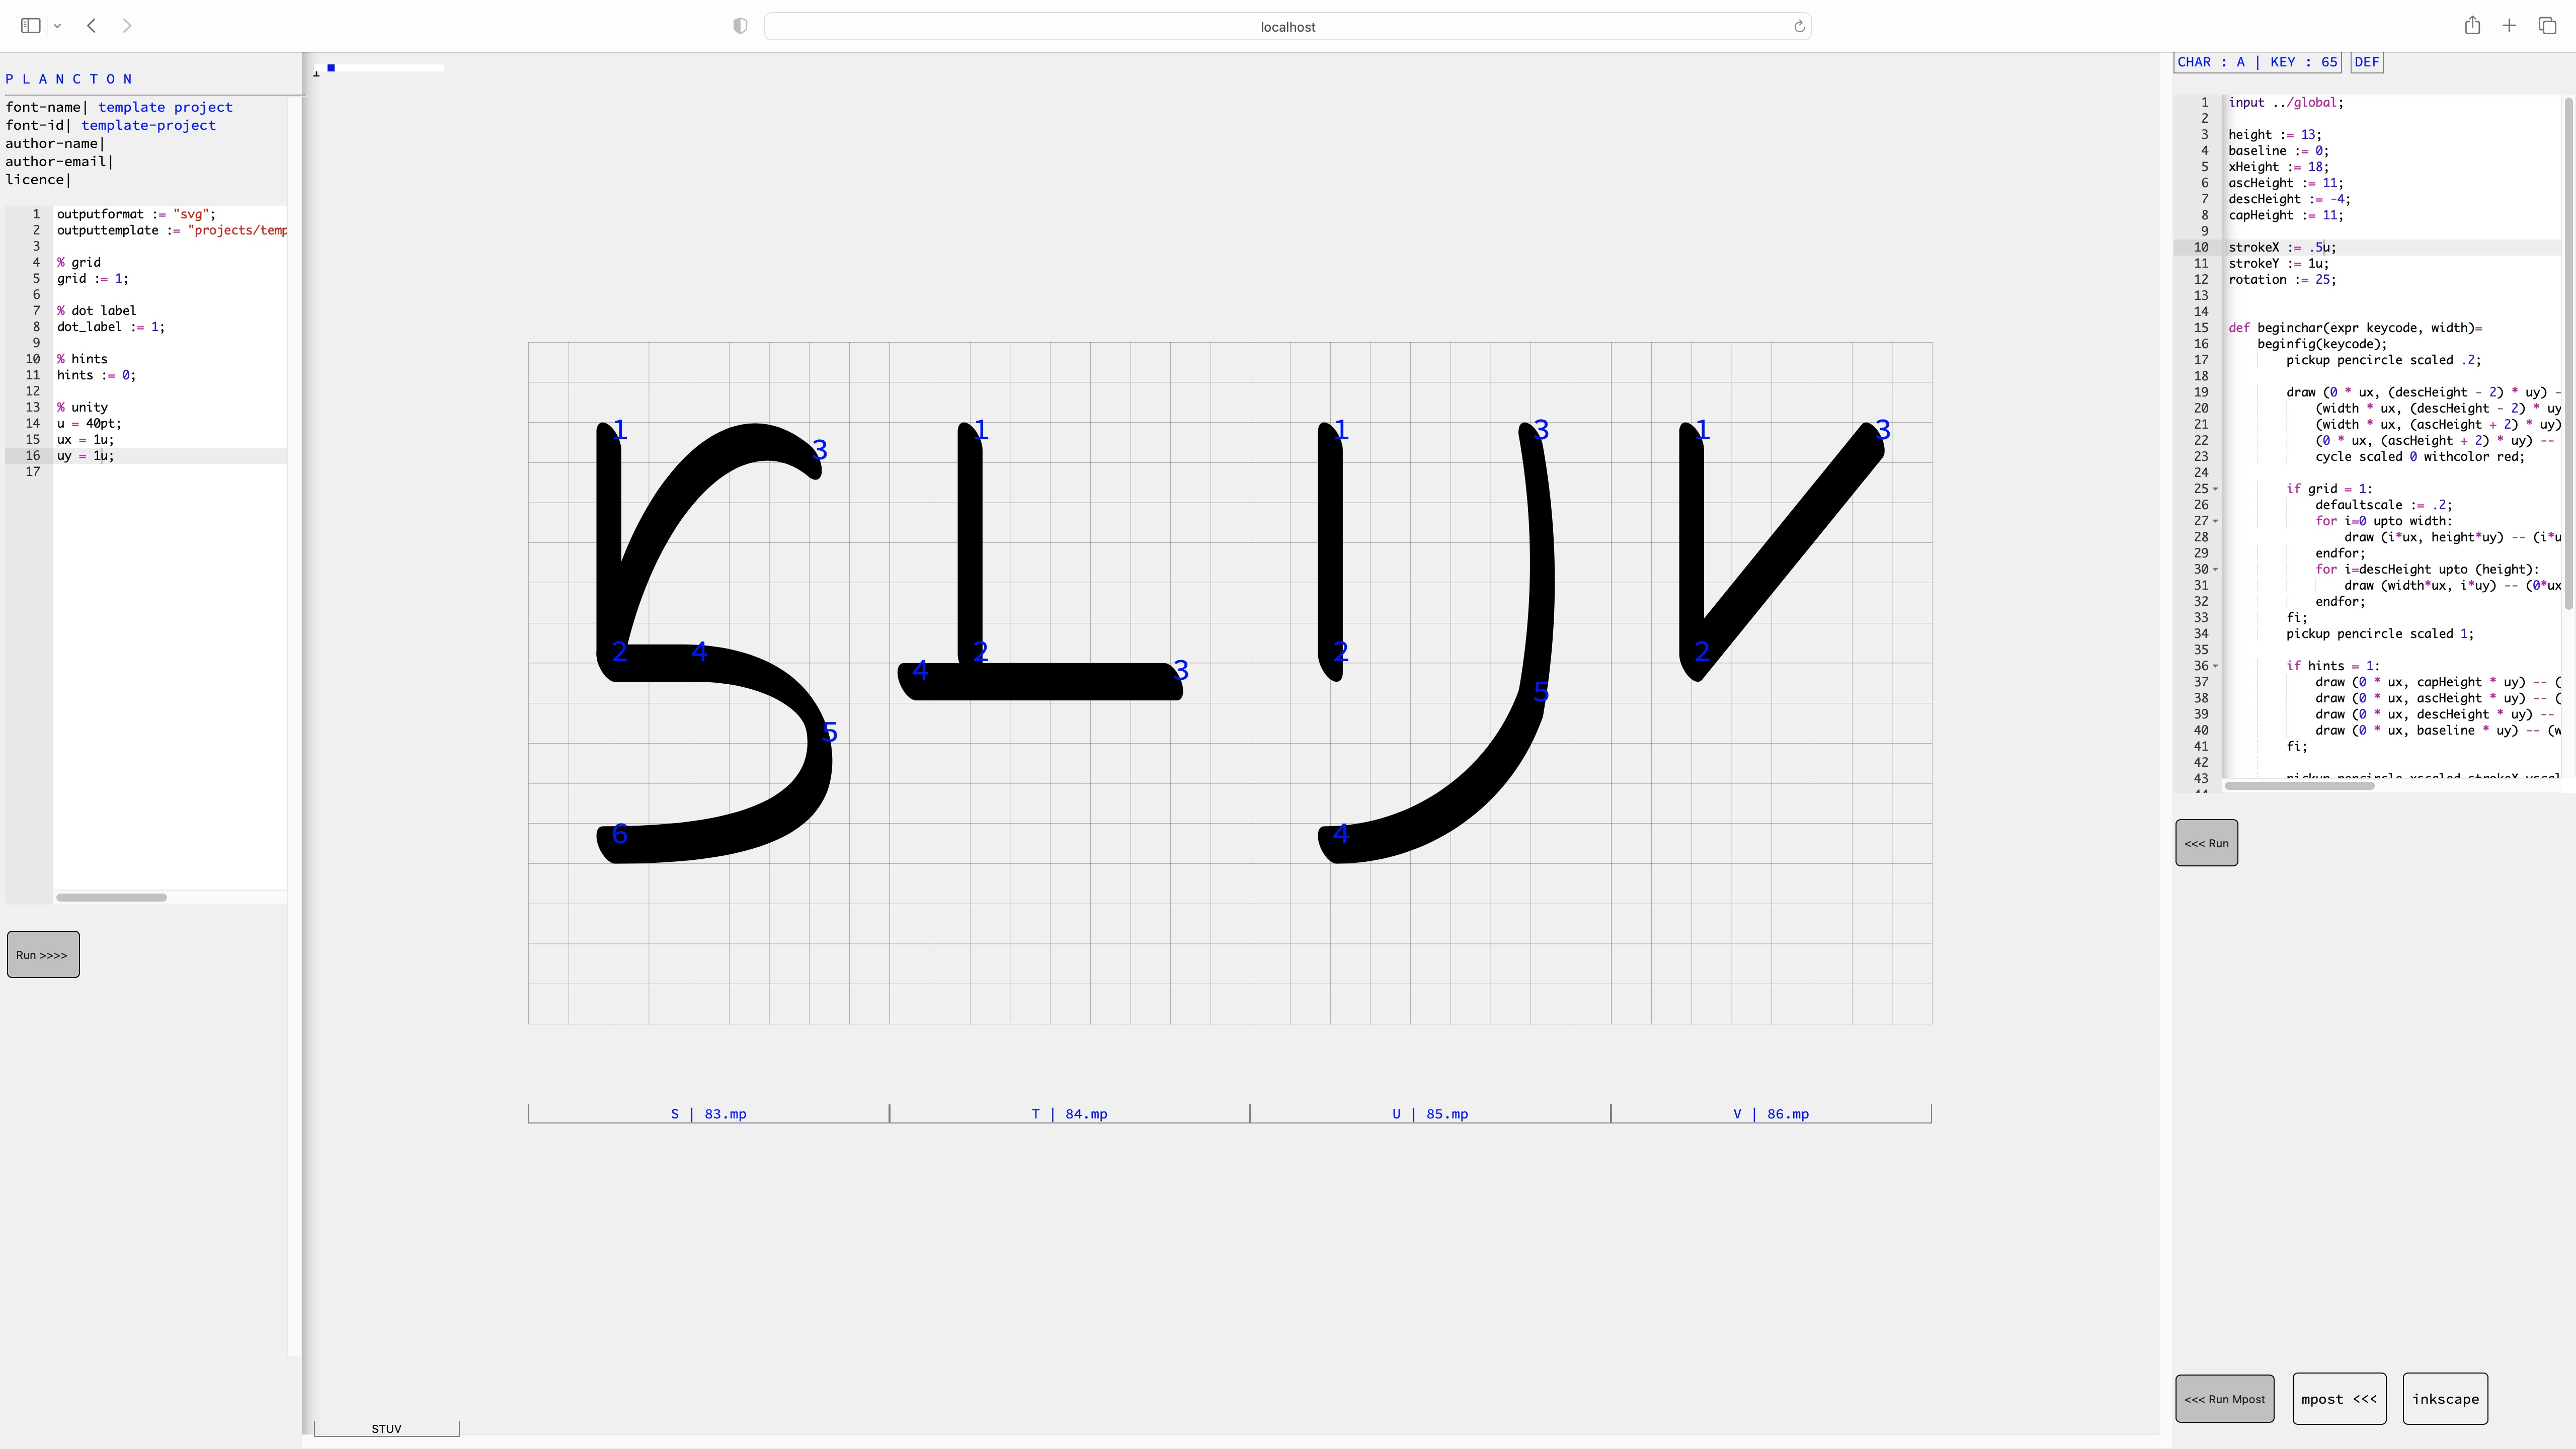 localhost
P L A N C T O N
font-name| template project
font-id| template-project
author-name|
author-email|
licence|
1 outputformat := "svg";
2 outputtemplate := "projects/temp
3
4 % grid
5 grid := 1;
6
7 % dot label
8 dot_label := 1;
9
10 % hints
11 hints := 0;
12
13 % unity
14 u = 40pt;
15 ux = 1u;
16 uy = 1u;
17
Run >>>>
1
1 3 1 1 3 1 3
2 4 2 2 2
4 3
5 5
6 4
S | 83.mp T | 84.mp U | 85.mp V | 86.mp
STUV
CHAR : A | KEY : 65 DEF
1 input ../global;
2
3 height := 13;
4 baseline := 0;
5 xHeight := 18;
6 ascHeight := 11;
7 descHeight := -4;
8 capHeight := 11;
9
10 strokeX := .5u;
11 strokeY := 1u;
12 rotation := 25;
13
14
15 def beginchar(expr keycode, width)=
16 beginfig(keycode);
17 pickup pencircle scaled .2;
18
19 draw (0 * ux, (descHeight - 2) * uy) -
20 (width * ux, (descHeight - 2) * uy
21 (width * ux, (ascHeight + 2) * uy)
22 (0 * ux, (ascHeight + 2) * uy) --
23 cycle scaled 0 withcolor red;
24
25 if grid = 1:
26 defaultscale := .2;
27 for i=0 upto width:
28 draw (i*ux, height*uy) -- (i*u
29 endfor;
30 for i=descHeight upto (height):
31 draw (width*ux, i*uy) -- (0*ux
32 endfor;
33 fi;
34 pickup pencircle scaled 1;
35
36 if hints = 1:
37 draw (0 * ux, capHeight * uy) -- (
38 draw (0 * ux, ascHeight * uy) -- (
39 draw (0 * ux, descHeight * uy) --
40 draw (0 * ux, baseline * uy) -- (w
41 fi;
42
43
<<< Run
<<< Run Mpost
mpost <<<
inkscape